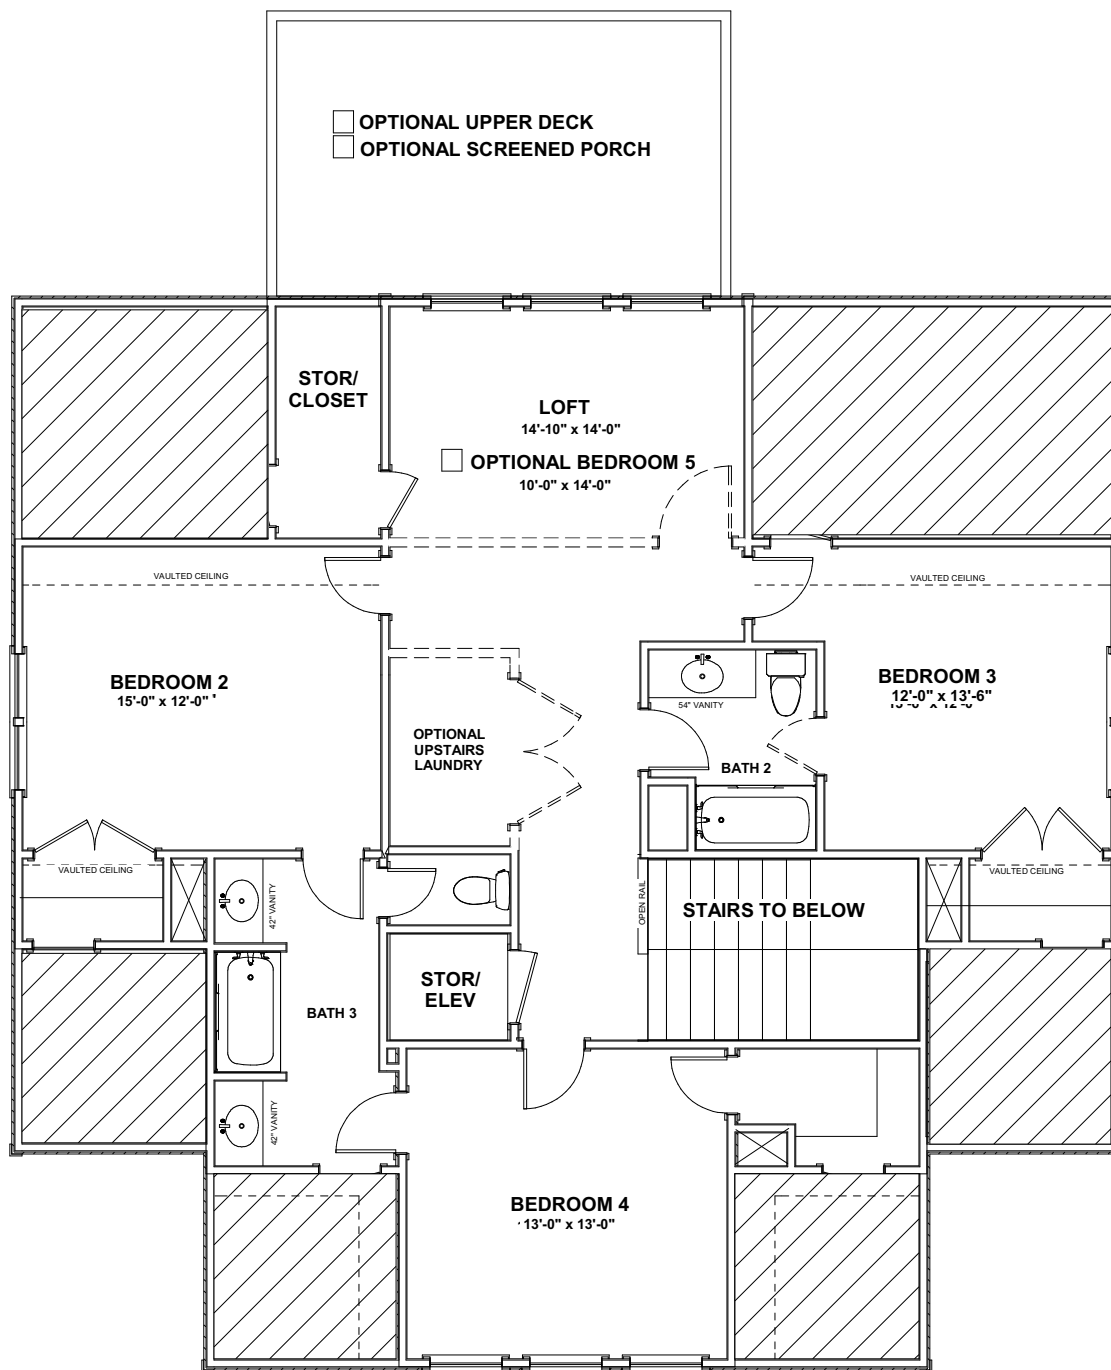 OPTIONAL UPPER DECK
OPTIONAL SCREENED PORCH
STOR/
CLOSET
LOFT
14'-10" x 14'-0"
OPTIONAL BEDROOM 5
10'-0" x 14'-0"
VAULTED CEILING
VAULTED CEILING
BEDROOM 2
15'-0" x 12'-0"
BEDROOM 3
12'-0" x 13'-6"
54" VANITY
OPTIONAL
UPSTAIRS
LAUNDRY
BATH 2
VAULTED CEILING
VAULTED CEILING
42" VANITY
OPEN RAIL
STAIRS TO BELOW
STOR/
ELEV
BATH 3
42" VANITY
BEDROOM 4
13'-0" x 13'-0"